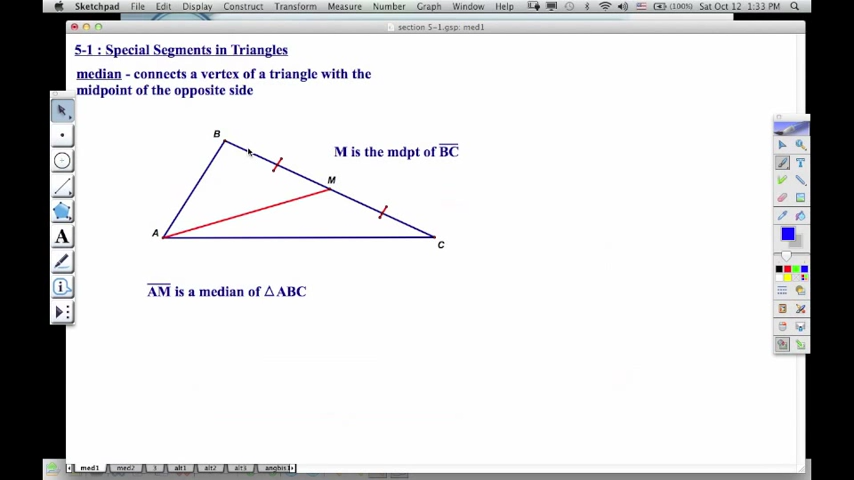 Sketchpad File Edit Display Construct Transform Measure Number Graph Window Help (100%) Sat Oct 12 1:33 PM
section 5-1.gsp: med1
5-1 : Special Segments in Triangles
median - connects a vertex of a triangle with the
midpoint of the opposite side
B
M is the mdpt of BC
M
A
C
AM is a median of △ABC
A
T
med1 med2 3 alt1 alt2 alt3 angbis